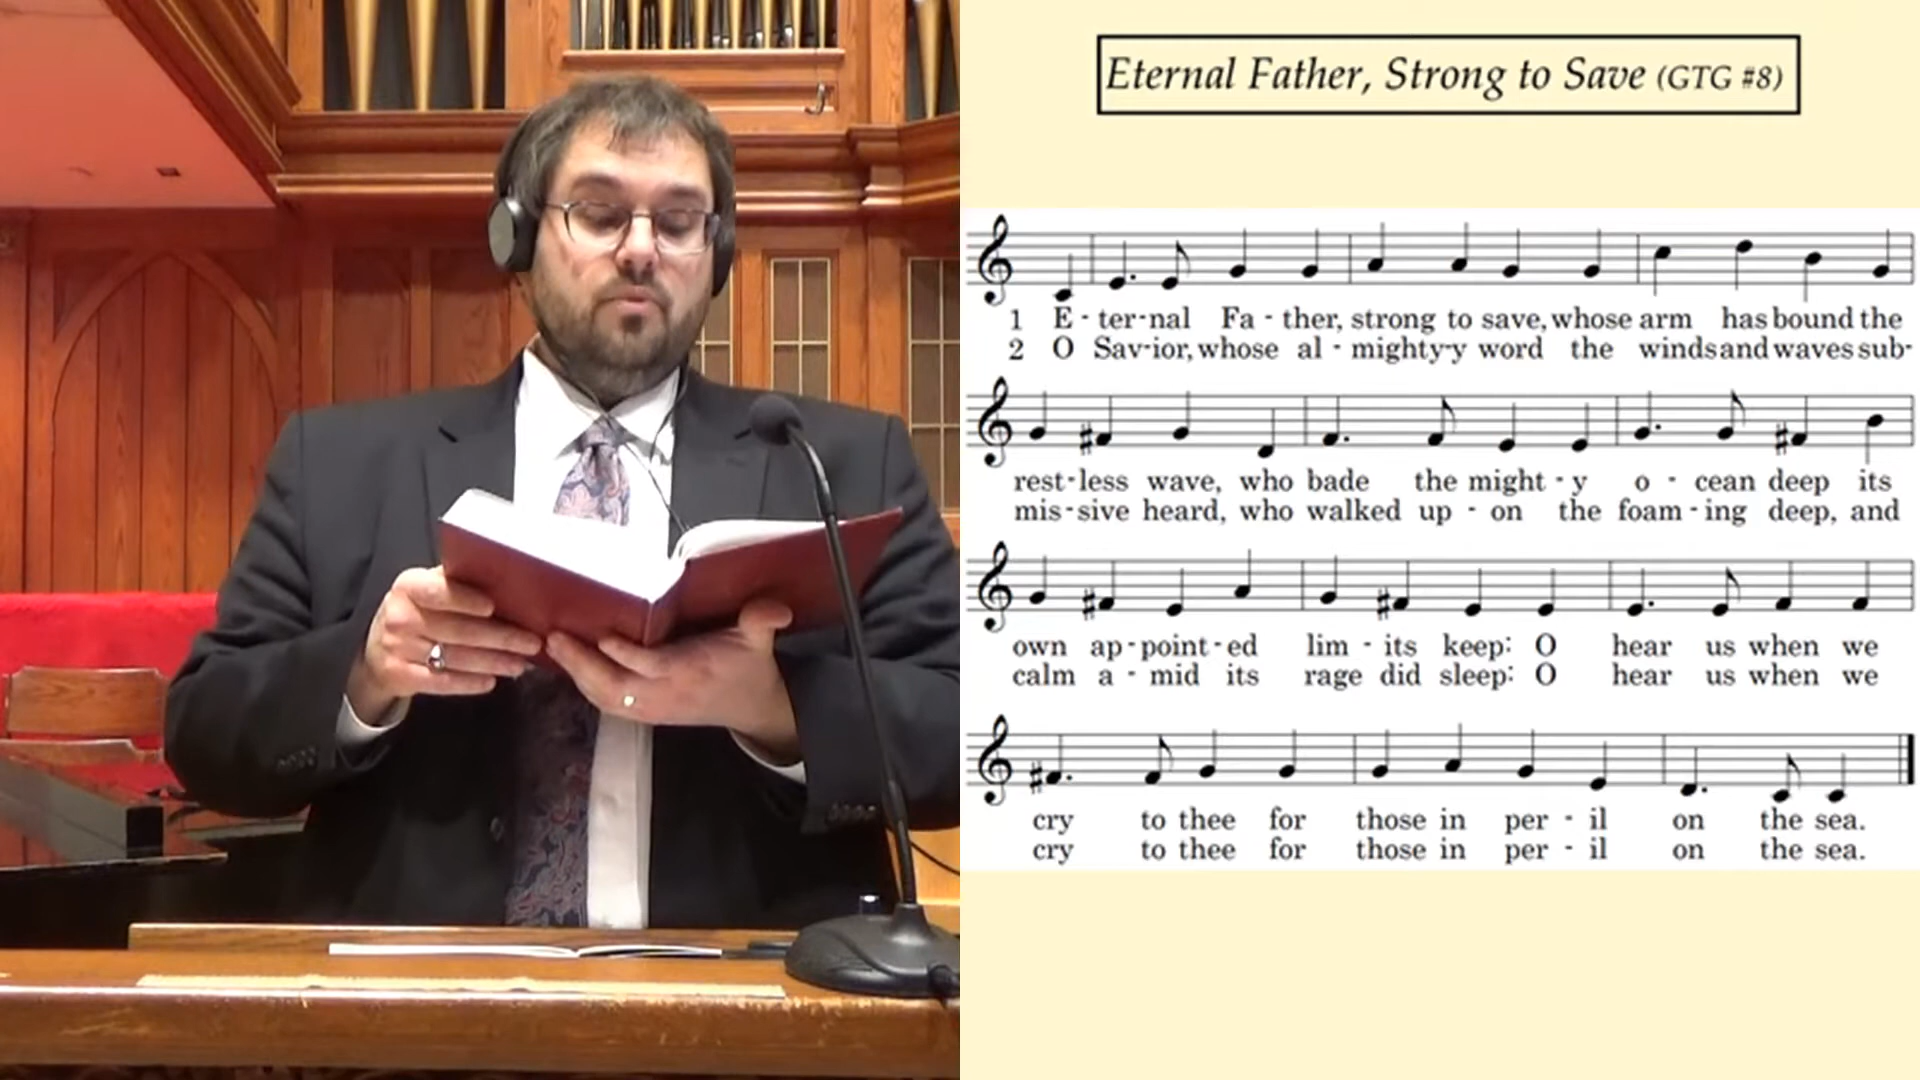 Eternal Father, Strong to Save (GTG #8)
1 E - ter-nal Fa - ther, strong to save, whose arm has bound the
2 O Sav-ior, whose al - mighty-y word the winds and waves sub-
rest-less wave, who bade the might - y o - cean deep its
mis-sive heard, who walked up - on the foam - ing deep, and
own ap-point-ed lim - its keep: O hear us when we
calm a - mid its rage did sleep: O hear us when we
cry to thee for those in per - il on the sea.
cry to thee for those in per - il on the sea.